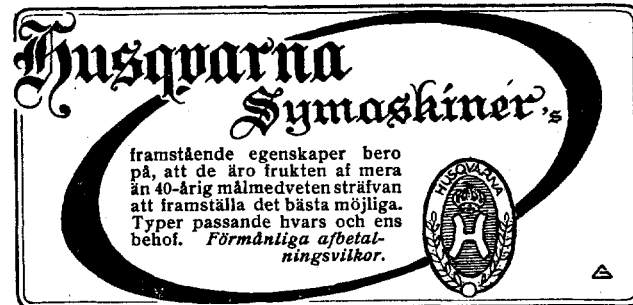 Husqvarna
Symaskiner's
framstående egenskaper bero
på, att de äro frukten af mera
än 40-årig målmedveten sträfvan
att framställa det bästa möjliga.
Typer passande hvars och ens
behof. Förmånliga afbetal-
ningsvilkor.
HUSQVARNA